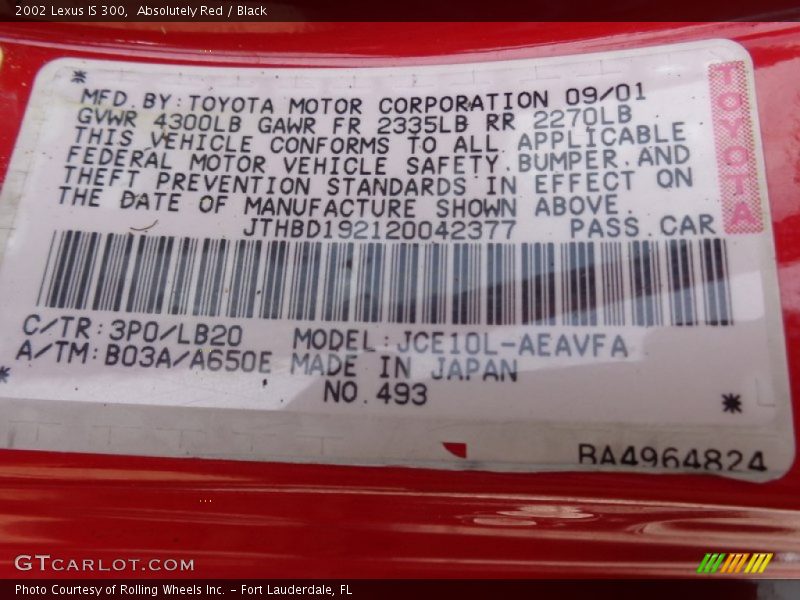 2002 Lexus IS 300,  Absolutely Red / Black
MFD. BY: TOYOTA MOTOR CORPORATION 09/01
GVWR 4300LB GAWR FR 2335LB RR 2270LB
THIS VEHICLE CONFORMS TO ALL APPLICABLE
FEDERAL MOTOR VEHICLE SAFETY, BUMPER, AND
THEFT PREVENTION STANDARDS IN EFFECT ON
THE DATE OF MANUFACTURE SHOWN ABOVE.
JTHBD192120042377 PASS. CAR
TOYOTA
C/TR: 3P0/LB20 MODEL: JCE10L-AEAVFA
A/TM: B03A/A650E MADE IN JAPAN
NO. 493
BA4964824
GTCARLOT.COM
Photo Courtesy of Rolling Wheels Inc. - Fort Lauderdale, FL